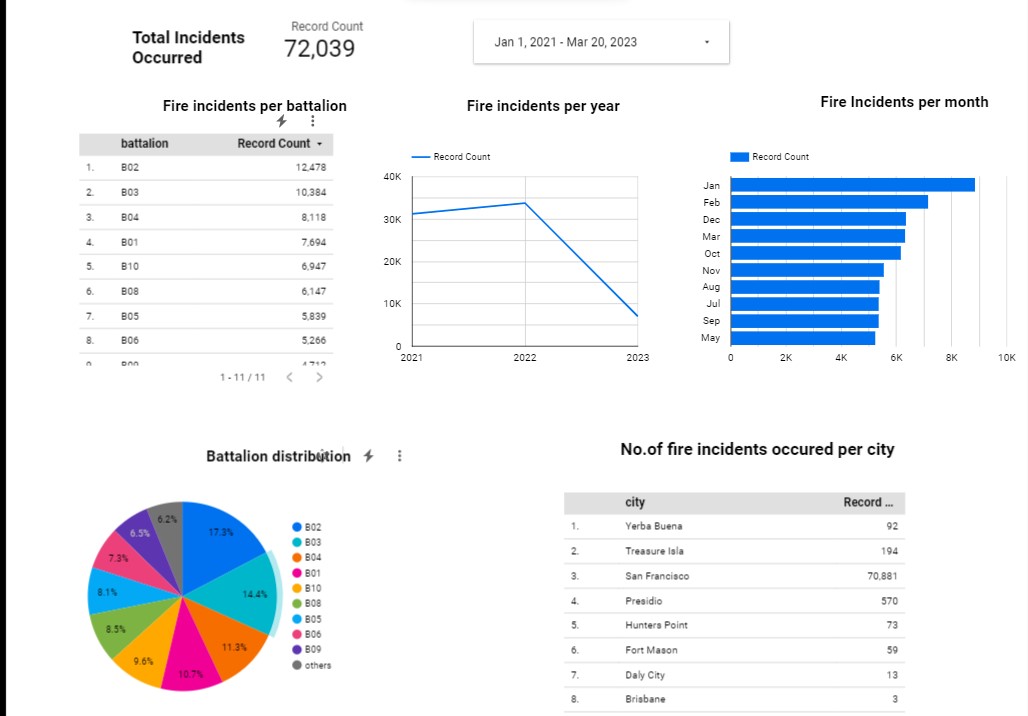 Total Incidents
Occurred
Record Count
72,039
Jan 1, 2021 - Mar 20, 2023
Fire incidents per battalion
battalion Record Count
1. B02 12,478
2. B03 10,384
3. B04 8,118
4. B01 7,694
5. B10 6,947
6. B08 6,147
7. B05 5,839
8. B06 5,266
9. B09 4,712
1 - 11 / 11
Fire incidents per year
Record Count
40K
30K
20K
10K
0
2021 2022 2023
Fire Incidents per month
Record Count
Jan
Feb
Dec
Mar
Oct
Nov
Aug
Jul
Sep
May
0 2K 4K 6K 8K 10K
Battalion distribution
17.3%
14.4%
11.3%
10.7%
9.6%
8.5%
8.1%
7.3%
6.5%
6.2%
B02
B03
B04
B01
B10
B08
B05
B06
B09
others
No.of fire incidents occured per city
city Record ...
1. Yerba Buena 92
2. Treasure Isla 194
3. San Francisco 70,881
4. Presidio 570
5. Hunters Point 73
6. Fort Mason 59
7. Daly City 13
8. Brisbane 3